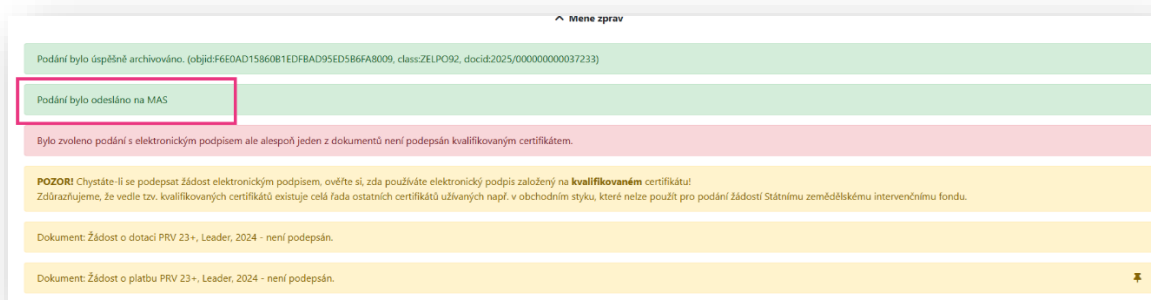 Méně zpráv
Podání bylo úspěšně archivováno. (objid:F6E0AD15860B1EDFBAD95ED5B6FA8009, class:ZELPO92, docid:2025/000000000037233)
Podání bylo odesláno na MAS
Bylo zvoleno podání s elektronickým podpisem ale alespoň jeden z dokumentů není podepsán kvalifikovaným certifikátem.
POZOR! Chystáte-li se podepsat žádost elektronickým podpisem, ověřte si, zda používáte elektronický podpis založený na kvalifikovaném certifikátu!
Zdůrazňujeme, že vedle tzv. kvalifikovaných certifikátů existuje celá řada ostatních certifikátů užívaných např. v obchodním styku, které nelze použít pro podání žádostí Státnímu zemědělskému intervenčnímu fondu.
Dokument: Žádost o dotaci PRV 23+, Leader, 2024 - není podepsán.
Dokument: Žádost o platbu PRV 23+, Leader, 2024 - není podepsán.